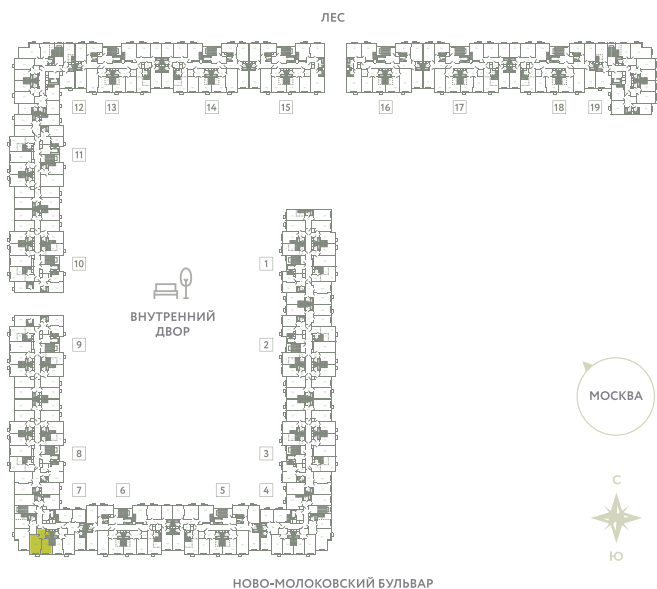 ЛЕС
12 13 14 15 16 17 18 19
11
10 1
ВНУТРЕННИЙ
ДВОР
9 2
МОСКВА
8 3
7 6 5 4
С
Ю
НОВО-МОЛОКОВСКИЙ БУЛЬВАР